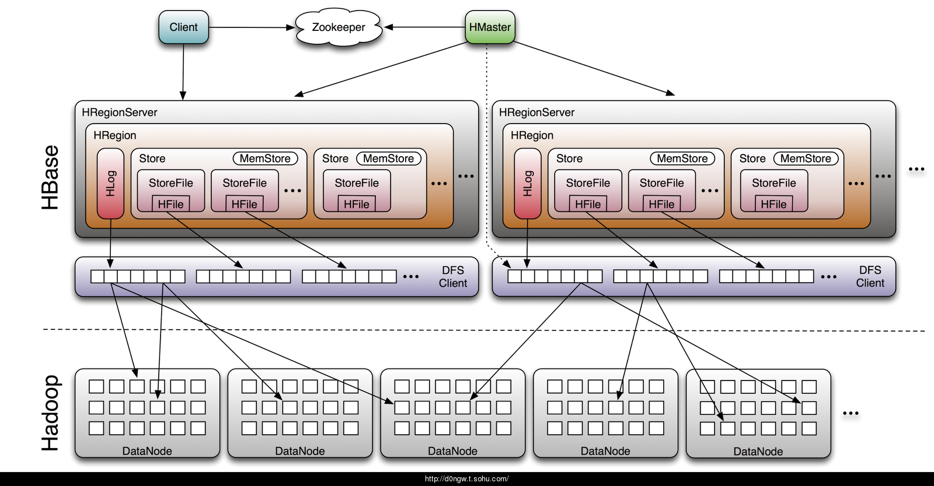 Client
Zookeeper
HMaster
HBase
HRegionServer
HRegion
HLog
Store
MemStore
StoreFile
HFile
StoreFile
HFile
...
Store
MemStore
StoreFile
HFile
...
...
HRegionServer
HRegion
HLog
Store
MemStore
StoreFile
HFile
StoreFile
HFile
...
Store
MemStore
StoreFile
HFile
...
...
...
...
DFS
Client
...
DFS
Client
Hadoop
DataNode
DataNode
DataNode
DataNode
DataNode
...
http://d0ngw.t.sohu.com/